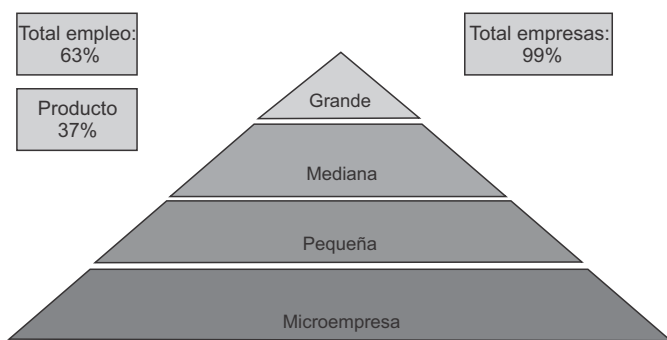 Total empleo:
63%
Total empresas:
99%
Producto
37%
Grande
Mediana
Pequeña
Microempresa